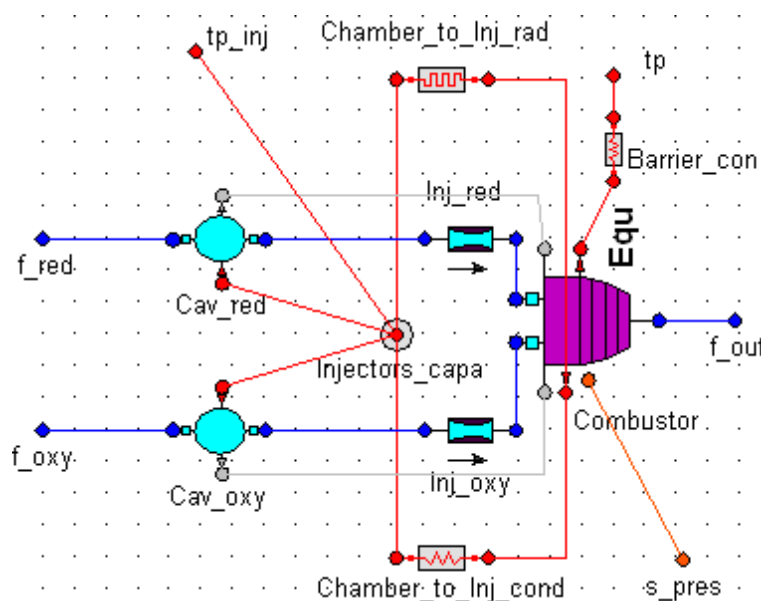 tp_inj
Chamber_to_Inj_rad
tp
Barrier_con
Inj_red
Equ
f_red
Cav_red
Injectors_capa
f_out
Combustor
f_oxy
Cav_oxy
Inj_oxy
Chamber_to_Inj_cond
s_pres